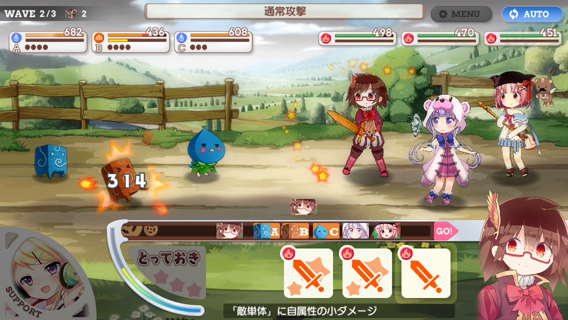 WAVE 2/3 2
通常攻撃
MENU
AUTO
682
A
436
B
608
C
498
470
451
314
A
B
C
GO!
とっておき
SUPPORT
「敵単体」に自属性の小ダメージ